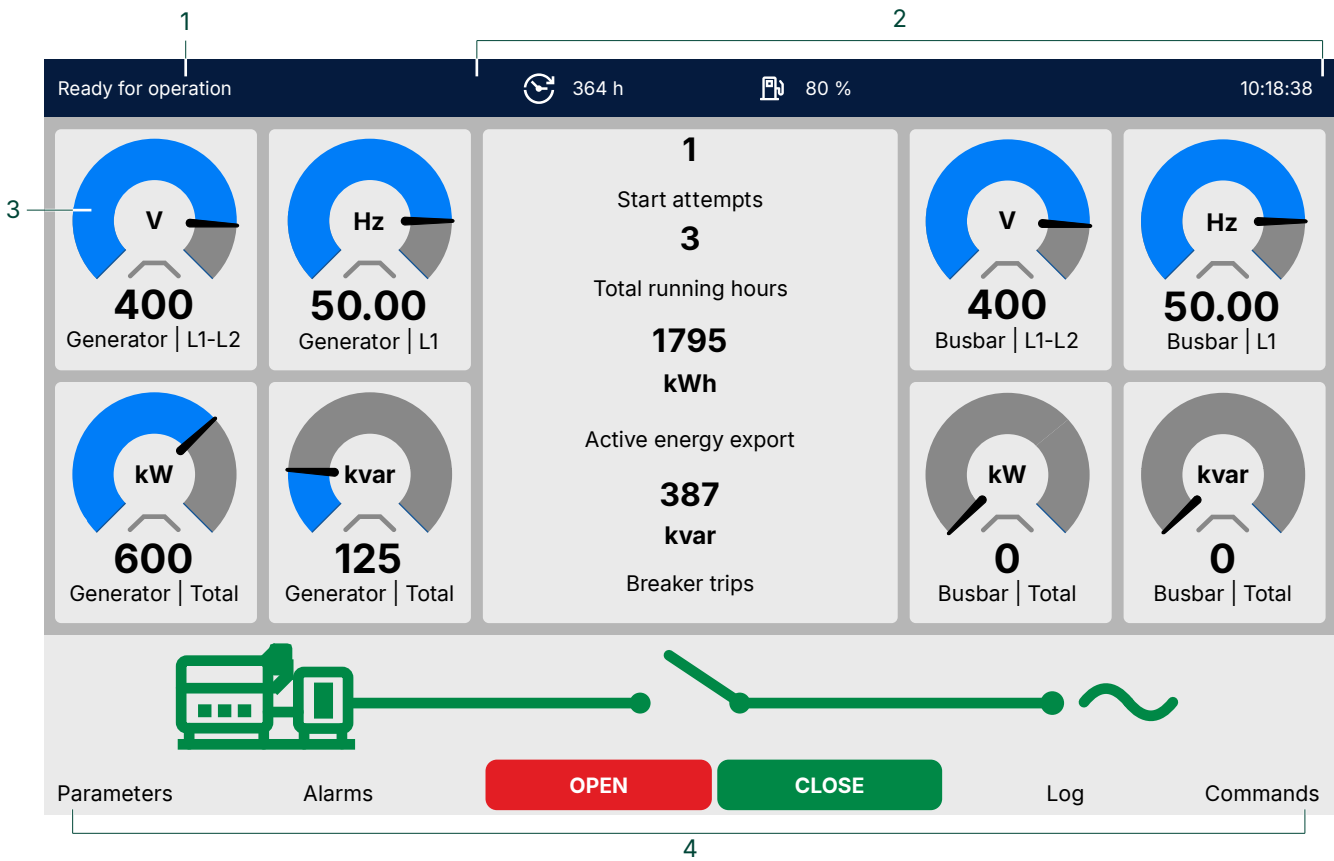 1
2
Ready for operation
364 h
80 %
10:18:38
3
V
400
Generator | L1-L2
Hz
50.00
Generator | L1
1
Start attempts
3
Total running hours
1795
kWh
Active energy export
387
kvar
Breaker trips
V
400
Busbar | L1-L2
Hz
50.00
Busbar | L1
kW
600
Generator | Total
kvar
125
Generator | Total
kW
0
Busbar | Total
kvar
0
Busbar | Total
Parameters
Alarms
OPEN
CLOSE
Log
Commands
4